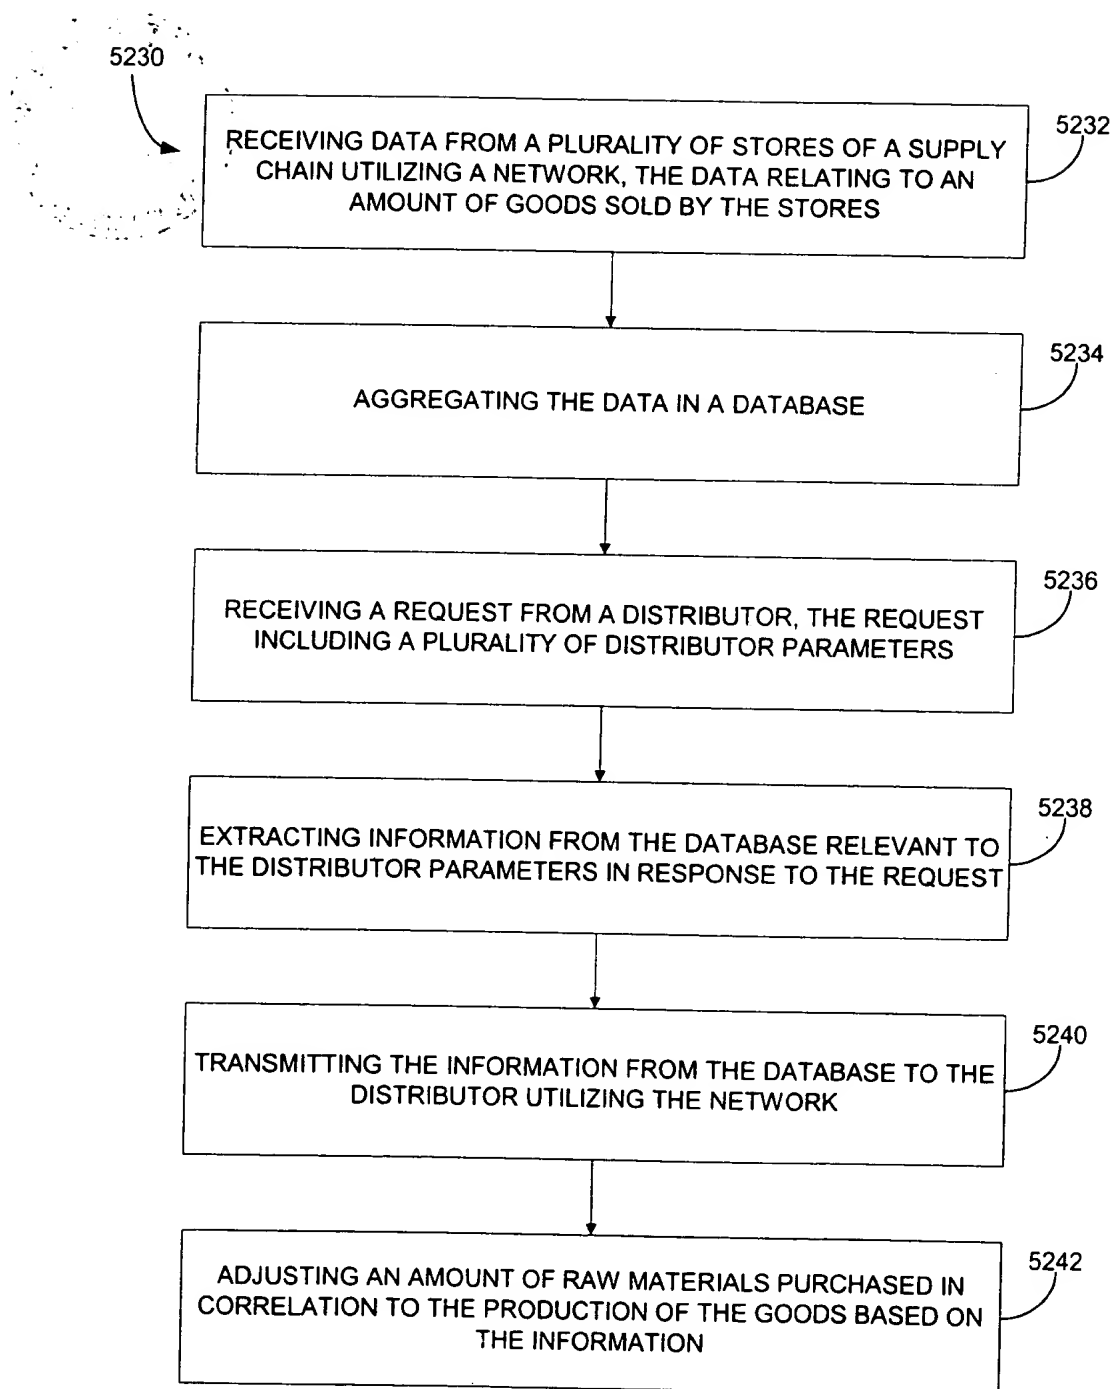 5230
RECEIVING DATA FROM A PLURALITY OF STORES OF A SUPPLY
CHAIN UTILIZING A NETWORK, THE DATA RELATING TO AN
AMOUNT OF GOODS SOLD BY THE STORES
5232
AGGREGATING THE DATA IN A DATABASE
5234
RECEIVING A REQUEST FROM A DISTRIBUTOR, THE REQUEST
INCLUDING A PLURALITY OF DISTRIBUTOR PARAMETERS
5236
EXTRACTING INFORMATION FROM THE DATABASE RELEVANT TO
THE DISTRIBUTOR PARAMETERS IN RESPONSE TO THE REQUEST
5238
TRANSMITTING THE INFORMATION FROM THE DATABASE TO THE
DISTRIBUTOR UTILIZING THE NETWORK
5240
ADJUSTING AN AMOUNT OF RAW MATERIALS PURCHASED IN
CORRELATION TO THE PRODUCTION OF THE GOODS BASED ON
THE INFORMATION
5242